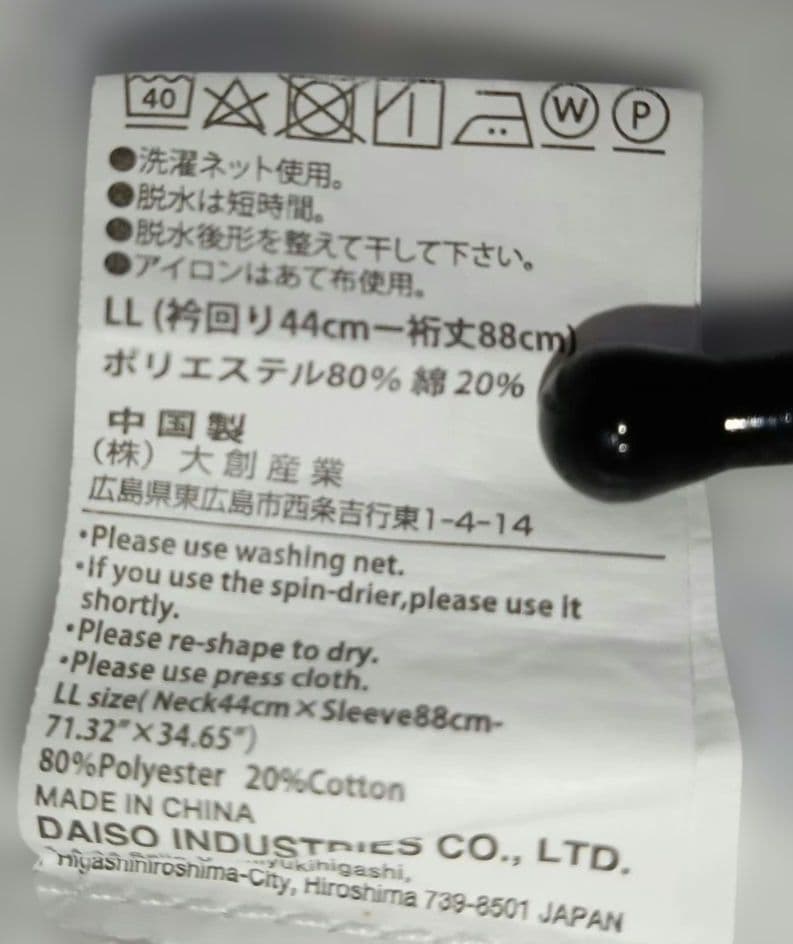 40 W P
●洗濯ネット使用。
●脱水は短時間。
●脱水後形を整えて干して下さい。
●アイロンはあて布使用。
LL (衿回り44cmー裄丈88cm)
ポリエステル80% 綿 20%
中国製
(株) 大創産業
広島県東広島市西条吉行東1-4-14
・Please use washing net.
・If you use the spin-drier,please use it
shortly.
・Please re-shape to dry.
・Please use press cloth.
LL size( Neck44cm×Sleeve88cm-
71.32"×34.65")
80%Polyester 20%Cotton
MADE IN CHINA
DAISO INDUSTRIES CO., LTD.
yukihigashi,
Higashihiroshima-City, Hiroshima 739-8501 JAPAN